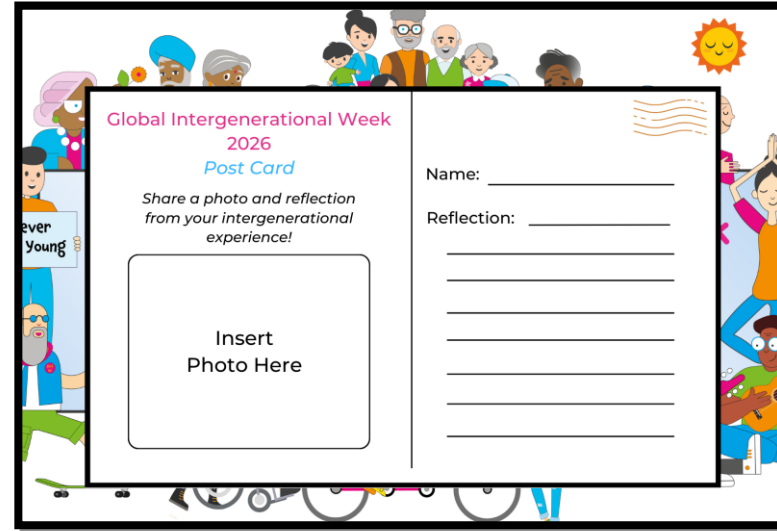 Global Intergenerational Week
2026
Post Card
Share a photo and reflection
from your intergenerational
experience!
Insert
Photo Here
Name:
Reflection:
ever
Young